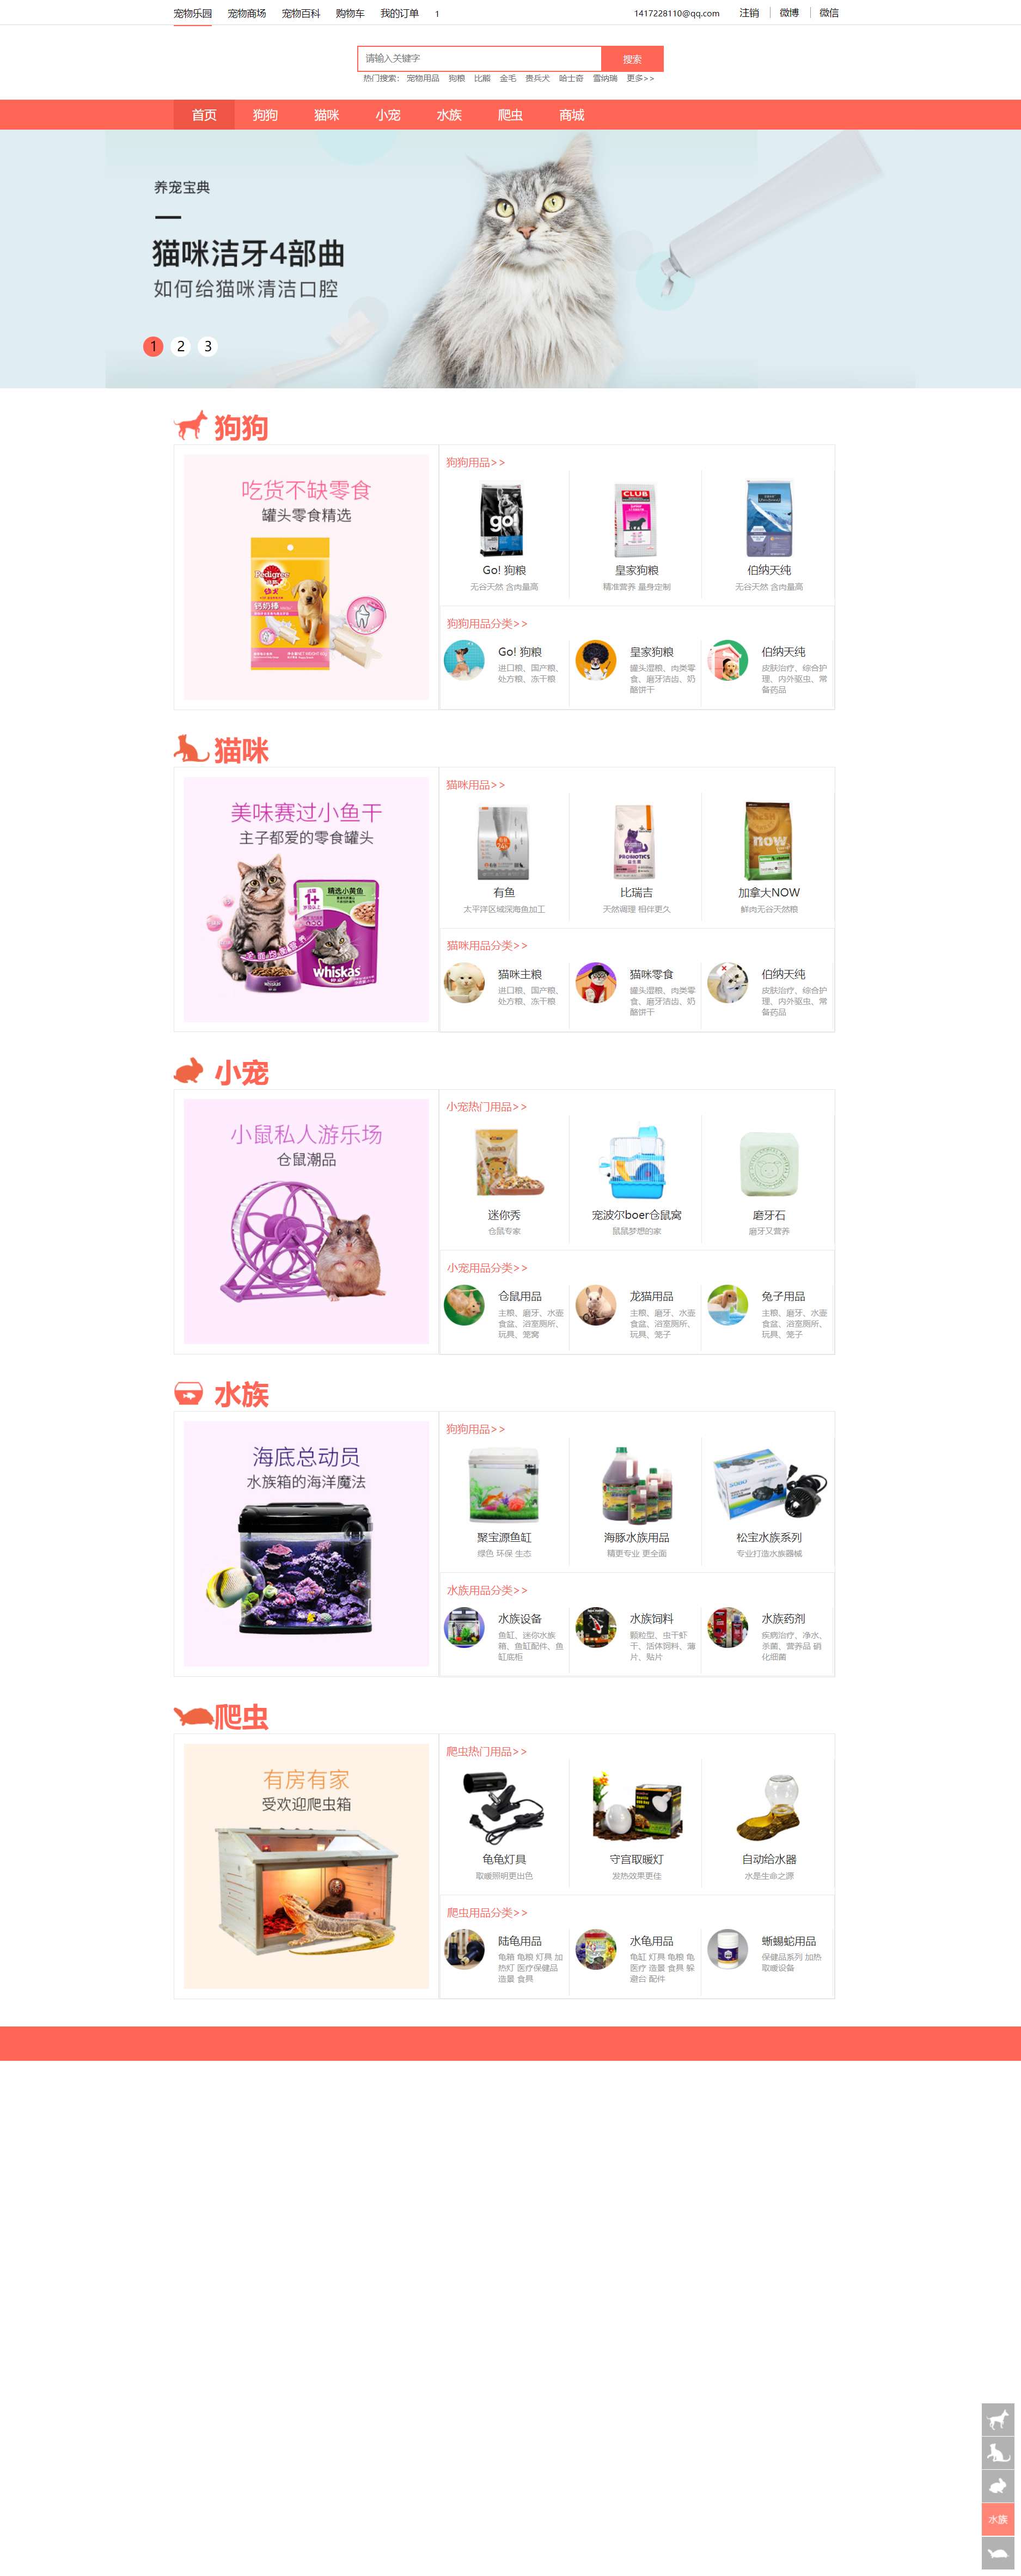 宠物乐园 宠物商场 宠物百科 购物车 我的订单 1 1417228110@qq.com 注销 微博 微信
请输入关键字 搜索
热门搜索: 宠物用品 狗粮 比熊 金毛 贵兵犬 哈士奇 雪纳瑞 更多>>
首页 狗狗 猫咪 小宠 水族 爬虫 商城
养宠宝典
猫咪洁牙4部曲
如何给猫咪清洁口腔
1 2 3
狗狗
吃货不缺零食
罐头零食精选
Pedigree
钙奶棒
狗狗用品>>
go!
CLUB
Go! 狗粮 皇家狗粮 伯纳天纯
无谷天然 含肉量高 精准营养 量身定制 无谷天然 含肉量高
狗狗用品分类>>
Go! 狗粮 皇家狗粮 伯纳天纯
进口粮、国产粮、 罐头湿粮、肉类零 皮肤治疗、综合护
处方粮、冻干粮 食、磨牙洁齿、奶 理、内外驱虫、常
酪饼干 备药品
猫咪
美味赛过小鱼干
主子都爱的零食罐头
精选小黄鱼
1+
whiskas
whiskas
猫咪用品>>
PROBIOTICS
now
有鱼 比瑞吉 加拿大NOW
太平洋区域深海鱼加工 天然调理 相伴更久 鲜肉无谷天然粮
猫咪用品分类>>
猫咪主粮 猫咪零食 伯纳天纯
进口粮、国产粮、 罐头湿粮、肉类零 皮肤治疗、综合护
处方粮、冻干粮 食、磨牙洁齿、奶 理、内外驱虫、常
酪饼干 备药品
小宠
小鼠私人游乐场
仓鼠潮品
小宠热门用品>>
迷你秀 宠波尔boer仓鼠窝 磨牙石
仓鼠专家 鼠鼠梦想的家 磨牙又营养
小宠用品分类>>
仓鼠用品 龙猫用品 兔子用品
主粮、磨牙、水壶 主粮、磨牙、水壶 主粮、磨牙、水壶
食盆、浴室厕所、 食盆、浴室厕所、 食盆、浴室厕所、
玩具、笼窝 玩具、笼子 玩具、笼子
水族
海底总动员
水族箱的海洋魔法
狗狗用品>>
聚宝源鱼缸 海豚水族用品 松宝水族系列
绿色 环保 生态 精更专业 更全面 专业打造水族器械
水族用品分类>>
水族设备 水族饲料 水族药剂
鱼缸、迷你水族 颗粒型、虫干虾 疾病治疗、净水、
箱、鱼缸配件、鱼 干、活体饲料、薄 杀菌、营养品 硝
缸底柜 片、贴片 化细菌
爬虫
有房有家
受欢迎爬虫箱
爬虫热门用品>>
龟龟灯具 守宫取暖灯 自动给水器
取暖照明更出色 发热效果更佳 水是生命之源
爬虫用品分类>>
陆龟用品 水龟用品 蜥蜴蛇用品
龟箱 龟粮 灯具 加 龟缸 灯具 龟粮 龟 保健品系列 加热
热灯 医疗保健品 医疗 造景 食具 躲 取暖设备
造景 食具 避台 配件
水族